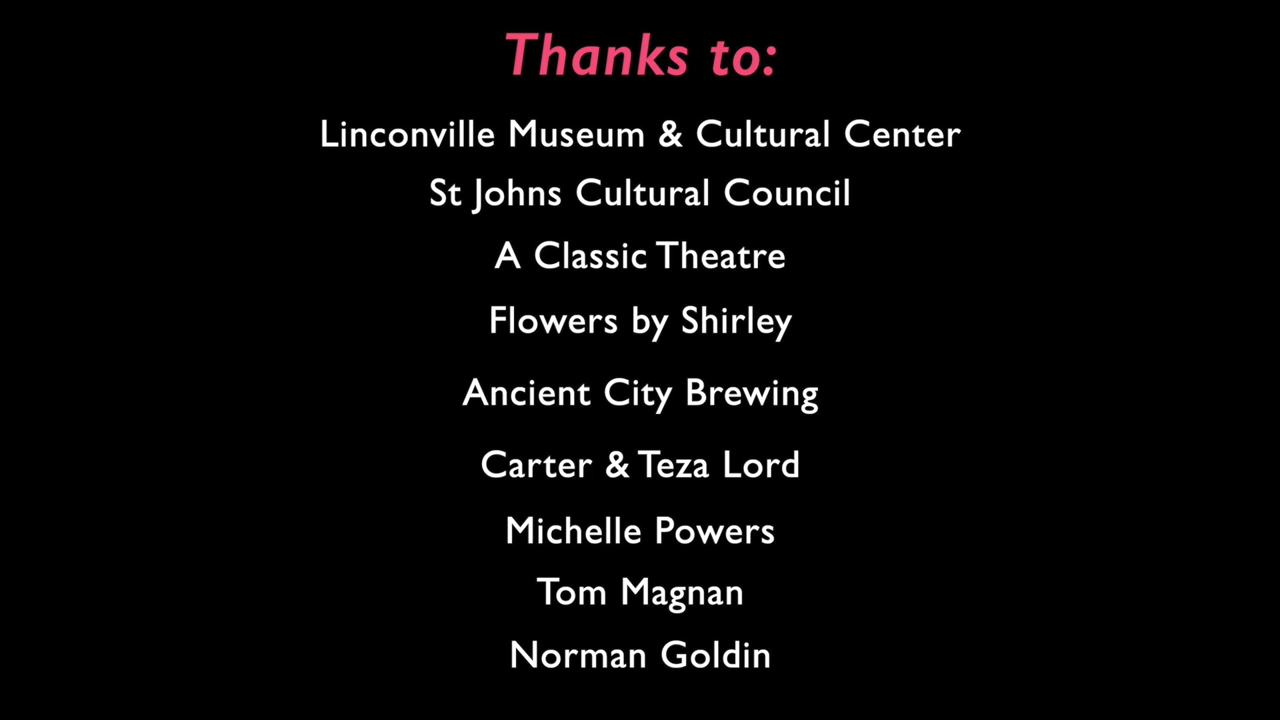 Thanks to:
Linconville Museum & Cultural Center
St Johns Cultural Council
A Classic Theatre
Flowers by Shirley
Ancient City Brewing
Carter & Teza Lord
Michelle Powers
Tom Magnan
Norman Goldin